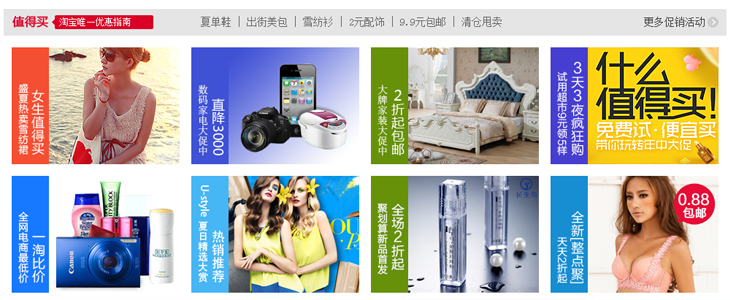 值得买 淘宝唯一优惠指南 夏单鞋 | 出街美包 | 雪纺衫 | 2元配饰 | 9.9元包邮 | 清仓甩卖 更多促销活动
女生值得买
盛夏热卖雪纺裙
直降3000
数码家电大促中
2折起包邮
大牌家装大促中
3天3夜疯狂购
试用超市9元领5样
什么
值得买!
免费试·便宜买
带你玩转年中大促
一淘比价
全网电商最低价
Canon
热销推荐
U-style 夏日精选大赏
全场2折起
聚划算新品首发
全新[整点聚]
天天2折起
0.88
包邮